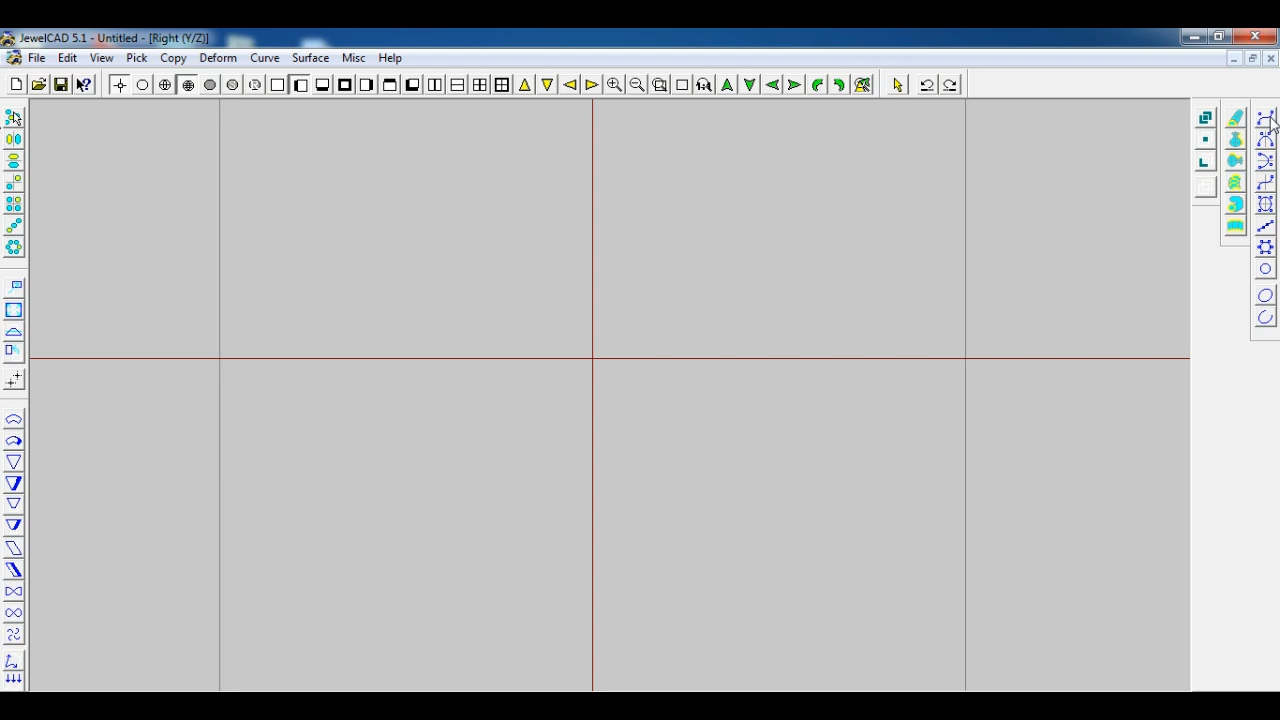 JewelCAD 5.1 - Untitled - [Right (Y/Z)]
File Edit View Pick Copy Deform Curve Surface Misc Help